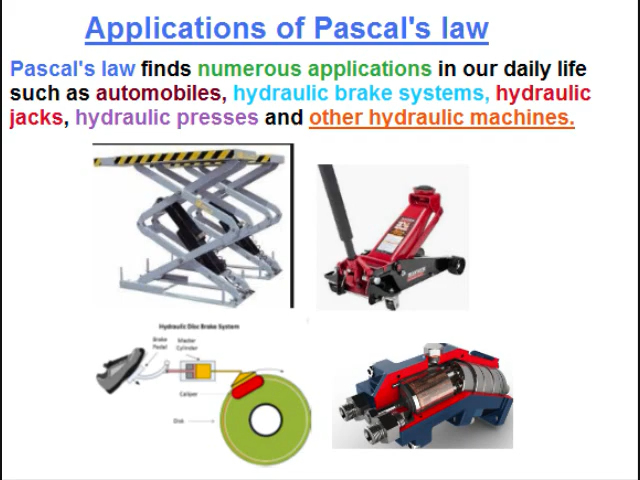 Applications of Pascal's law
Pascal's law finds numerous applications in our daily life
such as automobiles, hydraulic brake systems, hydraulic
jacks, hydraulic presses and other hydraulic machines.
Hydraulic Disc Brake System
Brake
Pedal
Master
Cylinder
Caliper
Disk